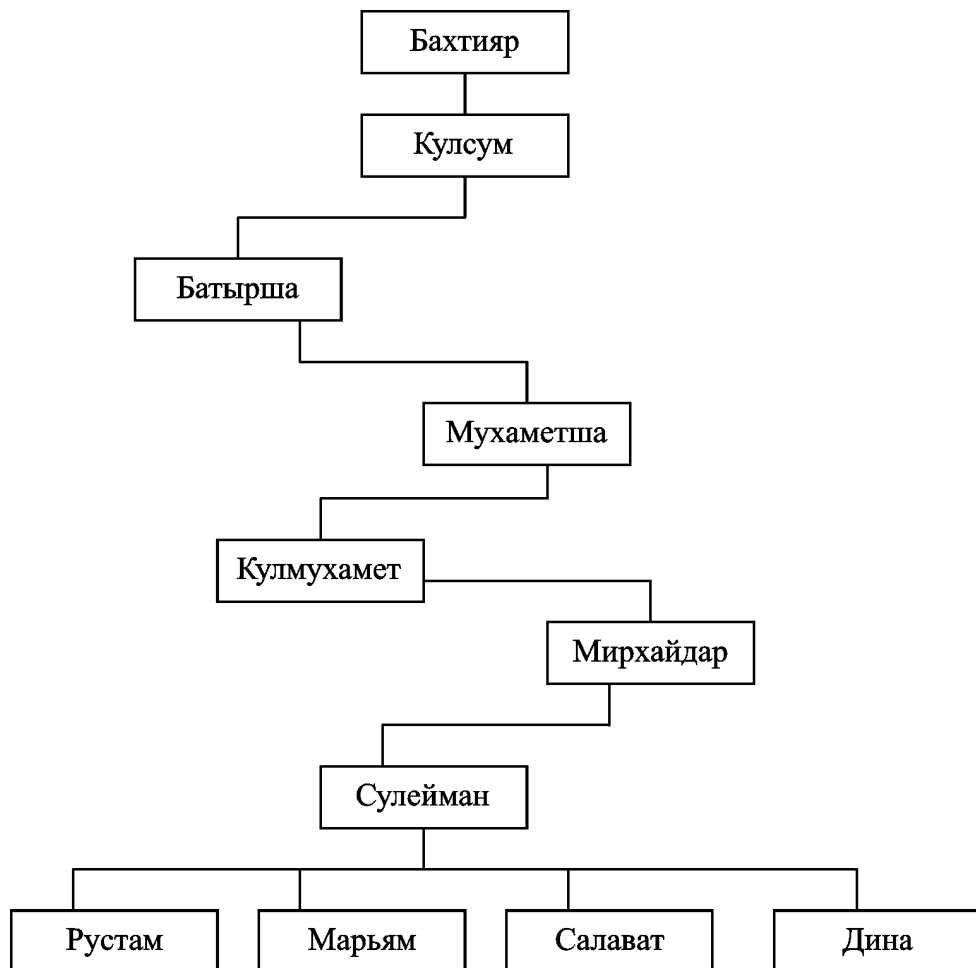 Бахтияр
Кулсум
Батырша
Мухаметша
Кулмухамет
Мирхайдар
Сулейман
Рустам Марьям Салават Дина